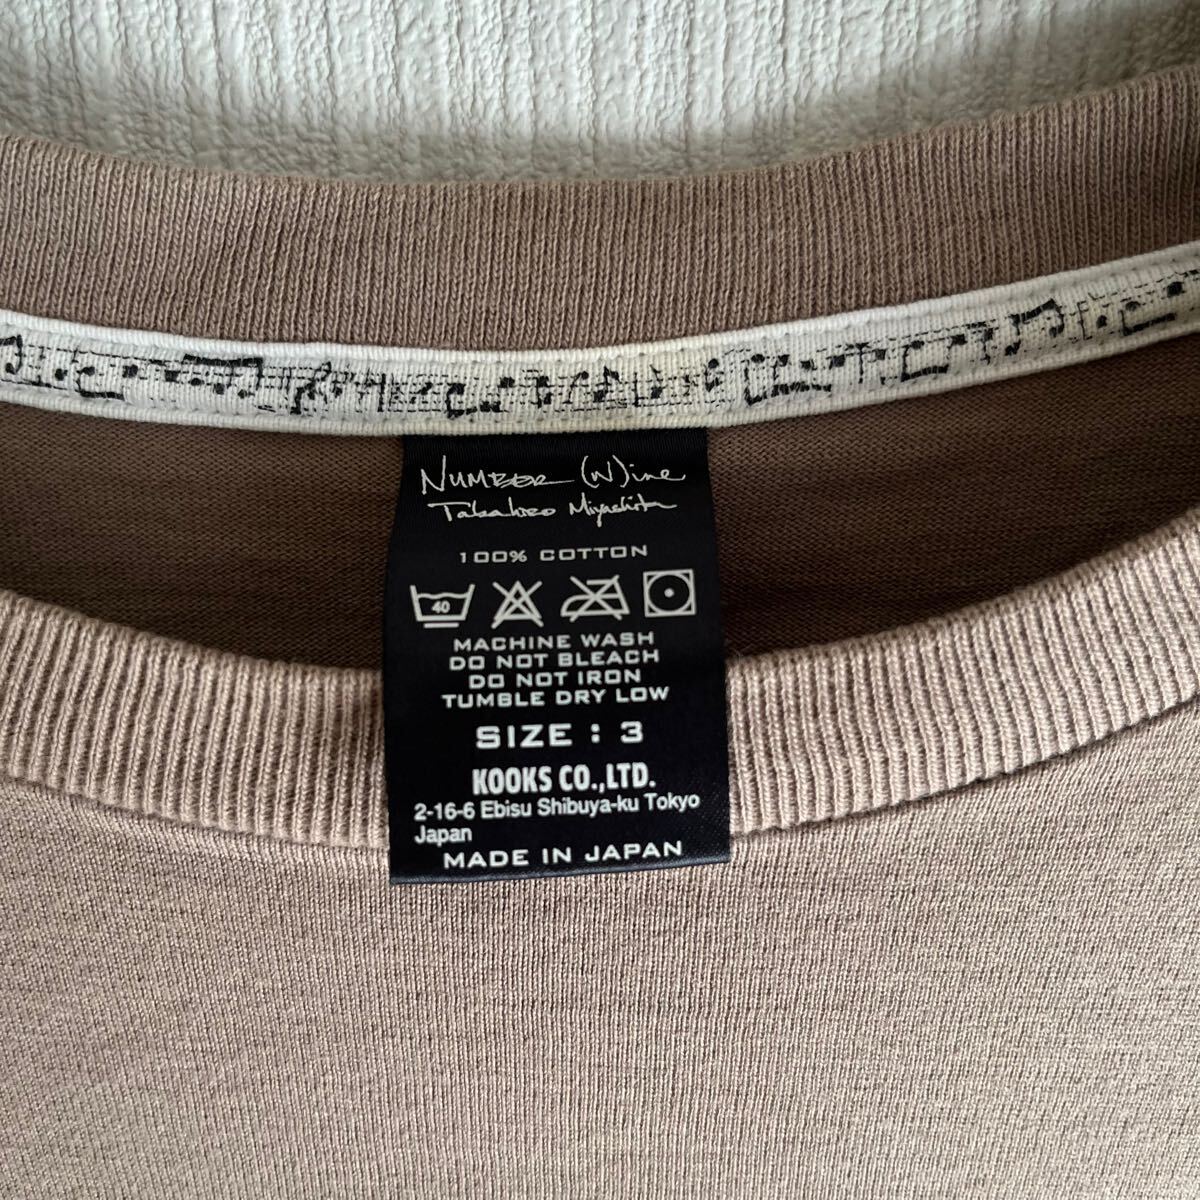 NUMBER (N)ine
Takahiro Miyashita
100% COTTON
40
MACHINE WASH
DO NOT BLEACH
DO NOT IRON
TUMBLE DRY LOW
SIZE : 3
KOOKS CO.,LTD.
2-16-6 Ebisu Shibuya-ku Tokyo
Japan
MADE IN JAPAN